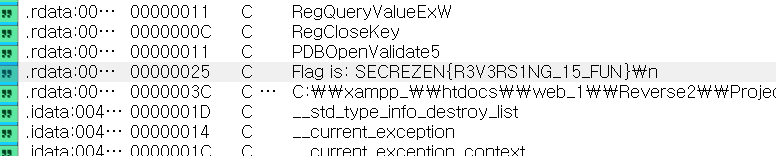 .rdata:00… 00000011 C RegQueryValueExW
.rdata:00… 0000000C C RegCloseKey
.rdata:00… 00000011 C PDBOpenValidate5
.rdata:00… 00000025 C Flag is: SECREZEN{R3V3RS1NG_15_FUN}₩n
.rdata:00… 0000003C C … C:₩₩xampp_₩₩htdocs₩₩web_1₩₩Reverse2₩₩Projec
.idata:004… 0000001D C __std_type_info_destroy_list
.idata:004… 00000014 C __current_exception
.idata:004… 0000001C C __current_exception_context